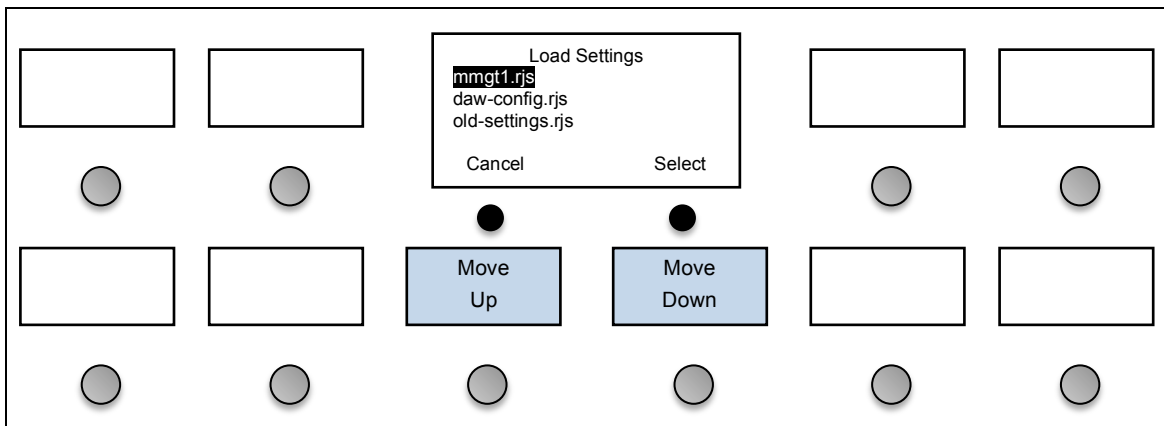 Load Settings
mmgt1.rjs
daw-config.rjs
old-settings.rjs
Cancel Select
Move Move
Up Down